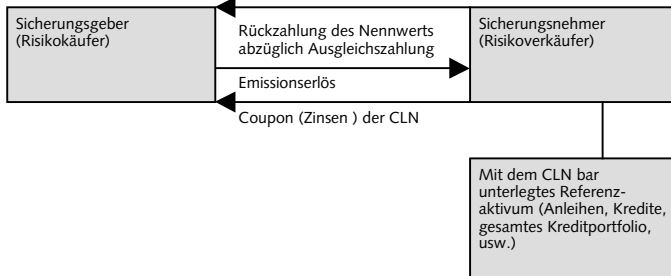 Sicherungsgeber
(Risikokäufer)
Rückzahlung des Nennwerts
abzüglich Ausgleichszahlung
Emissionserlös
Coupon (Zinsen ) der CLN
Sicherungsnehmer
(Risikoverkäufer)
Mit dem CLN bar
unterlegtes Referenz-
aktivum (Anleihen, Kredite,
gesamtes Kreditportfolio,
usw.)